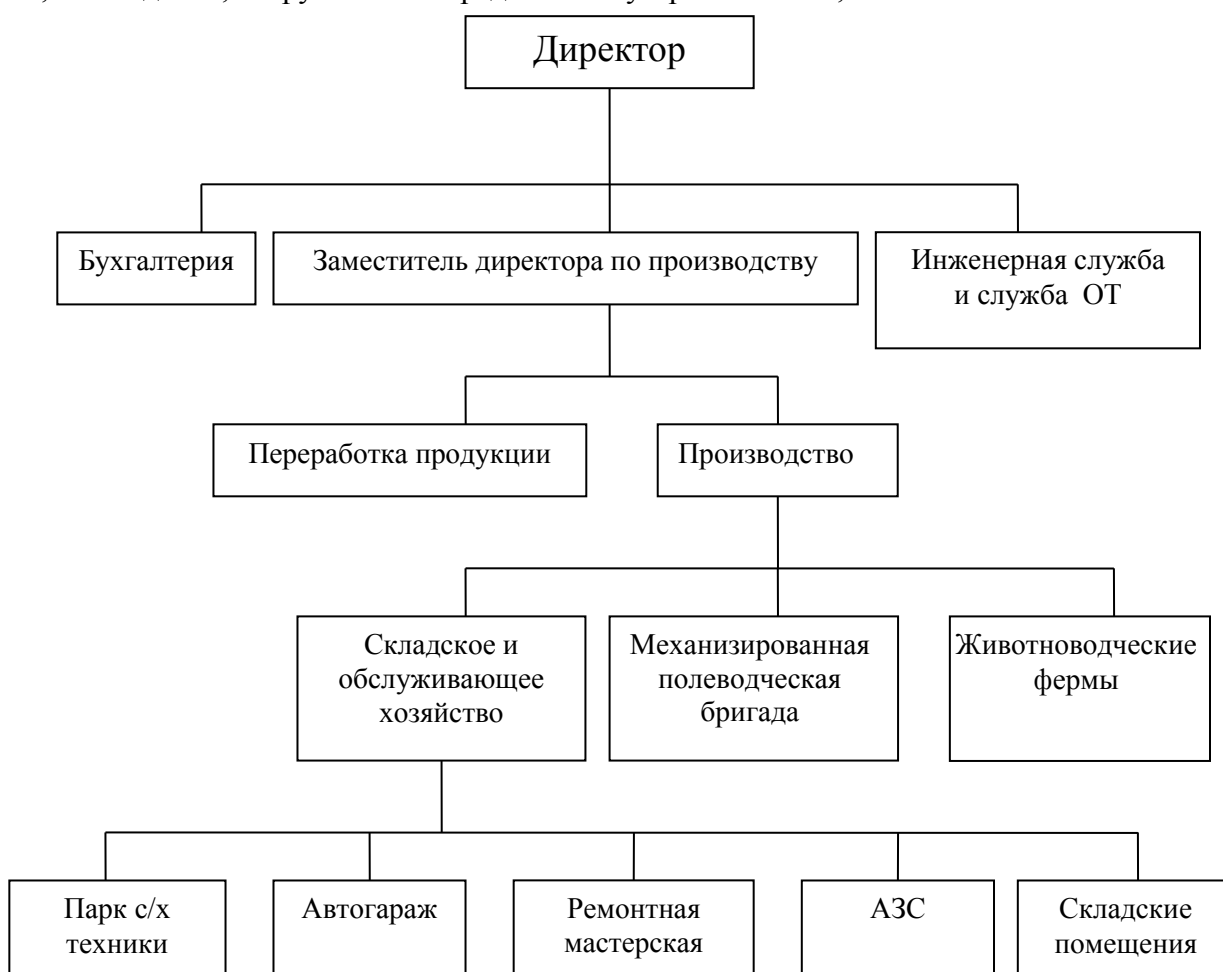 Директор
Бухгалтерия
Заместитель директора по производству
Инженерная служба
и служба ОТ
Переработка продукции
Производство
Складское и
обслуживающее
хозяйство
Механизированная
полеводческая
бригада
Животноводческие
фермы
Парк с/х
техники
Автогараж
Ремонтная
мастерская
АЗС
Складские
помещения